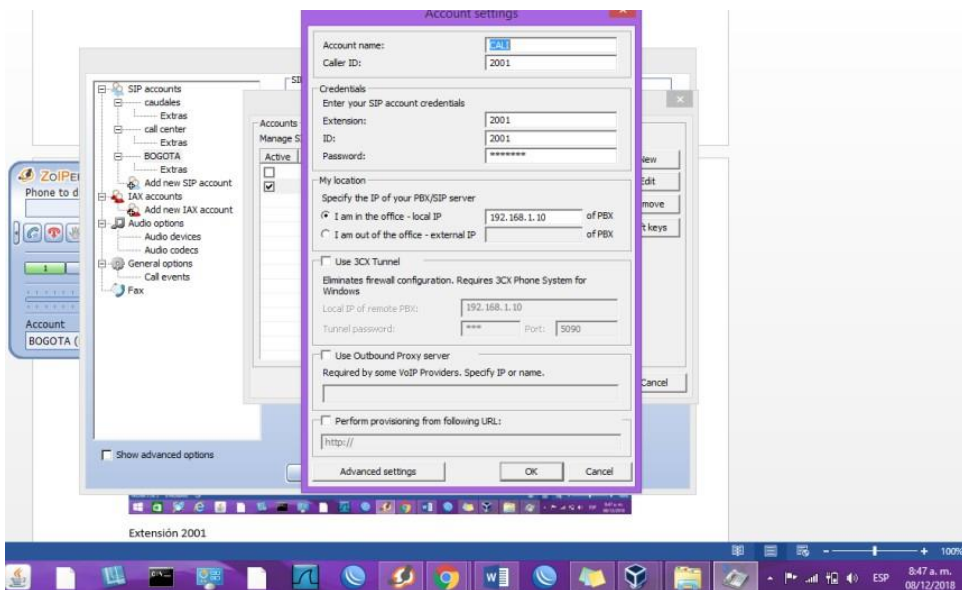 Account settings
Account name: CALI
Caller ID: 2001
Credentials
Enter your SIP account credentials
Extension: 2001
ID: 2001
Password: *******
My location
Specify the IP of your PBX/SIP server
I am in the office - local IP 192.168.1.10 of PBX
I am out of the office - external IP of PBX
Use 3CX Tunnel
Eliminates firewall configuration. Requires 3CX Phone System for
Windows
Local IP of remote PBX: 192.168.1.10
Tunnel password: *** Port: 5090
Use Outbound Proxy server
Required by some VoIP Providers. Specify IP or name.
Perform provisioning from following URL:
http://
Advanced settings OK Cancel
SIP accounts
caudales
Extras
call center
Extras
BOGOTA
Extras
Add new SIP account
IAX accounts
Add new IAX account
Audio options
Audio devices
Audio codecs
General options
Call events
Fax
Show advanced options
Accounts
Manage S
Active
Cancel
ZOIPE
Phone to d
1
Account
BOGOTA (
Extensión 2001
100%
ESP
8:47 a. m.
08/12/2018